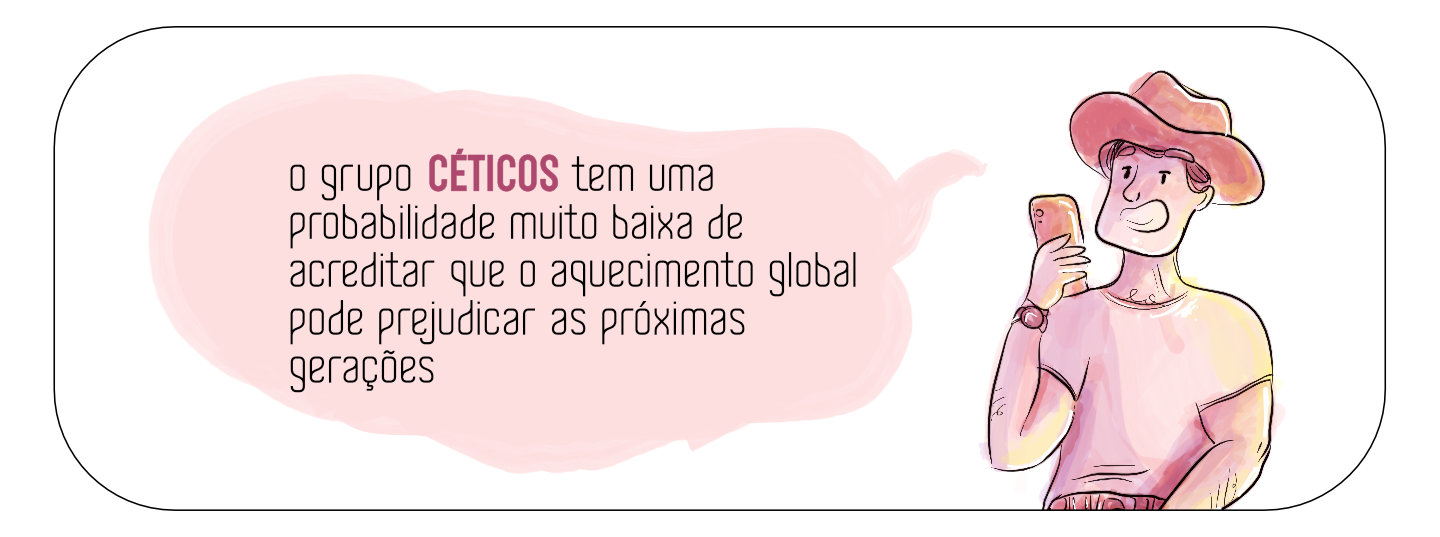 o grupo CÉTICOS tem uma
probabilidade muito baixa de
acreditar que o aquecimento global
pode prejudicar as próximas
gerações